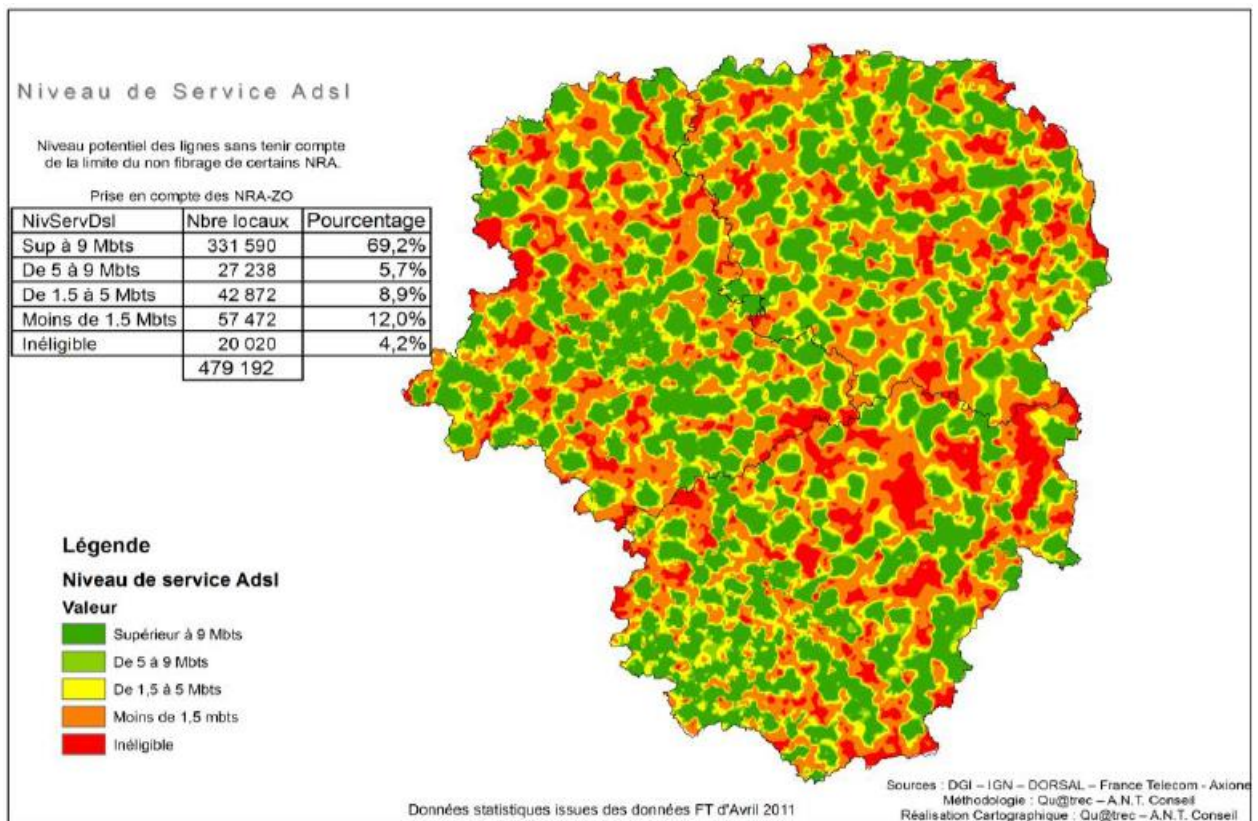 Niveau de Service Adsl
Niveau potentiel des lignes sans tenir compte
de la limite du non fibrage de certains NRA.
Prise en compte des NRA-ZO
NivServDsl Nbre locaux Pourcentage
Sup à 9 Mbts 331 590 69,2%
De 5 à 9 Mbts 27 238 5,7%
De 1.5 à 5 Mbts 42 872 8,9%
Moins de 1.5 Mbts 57 472 12,0%
Inéligible 20 020 4,2%
479 192
Légende
Niveau de service Adsl
Valeur
Supérieur à 9 Mbts
De 5 à 9 Mbts
De 1,5 à 5 Mbts
Moins de 1,5 mbts
Inéligible
Données statistiques issues des données FT d'Avril 2011
Sources : DGI – IGN – DORSAL – France Telecom - Axione
Méthodologie : Qu@trec – A.N.T. Conseil
Réalisation Cartographique : Qu@trec – A.N.T. Conseil